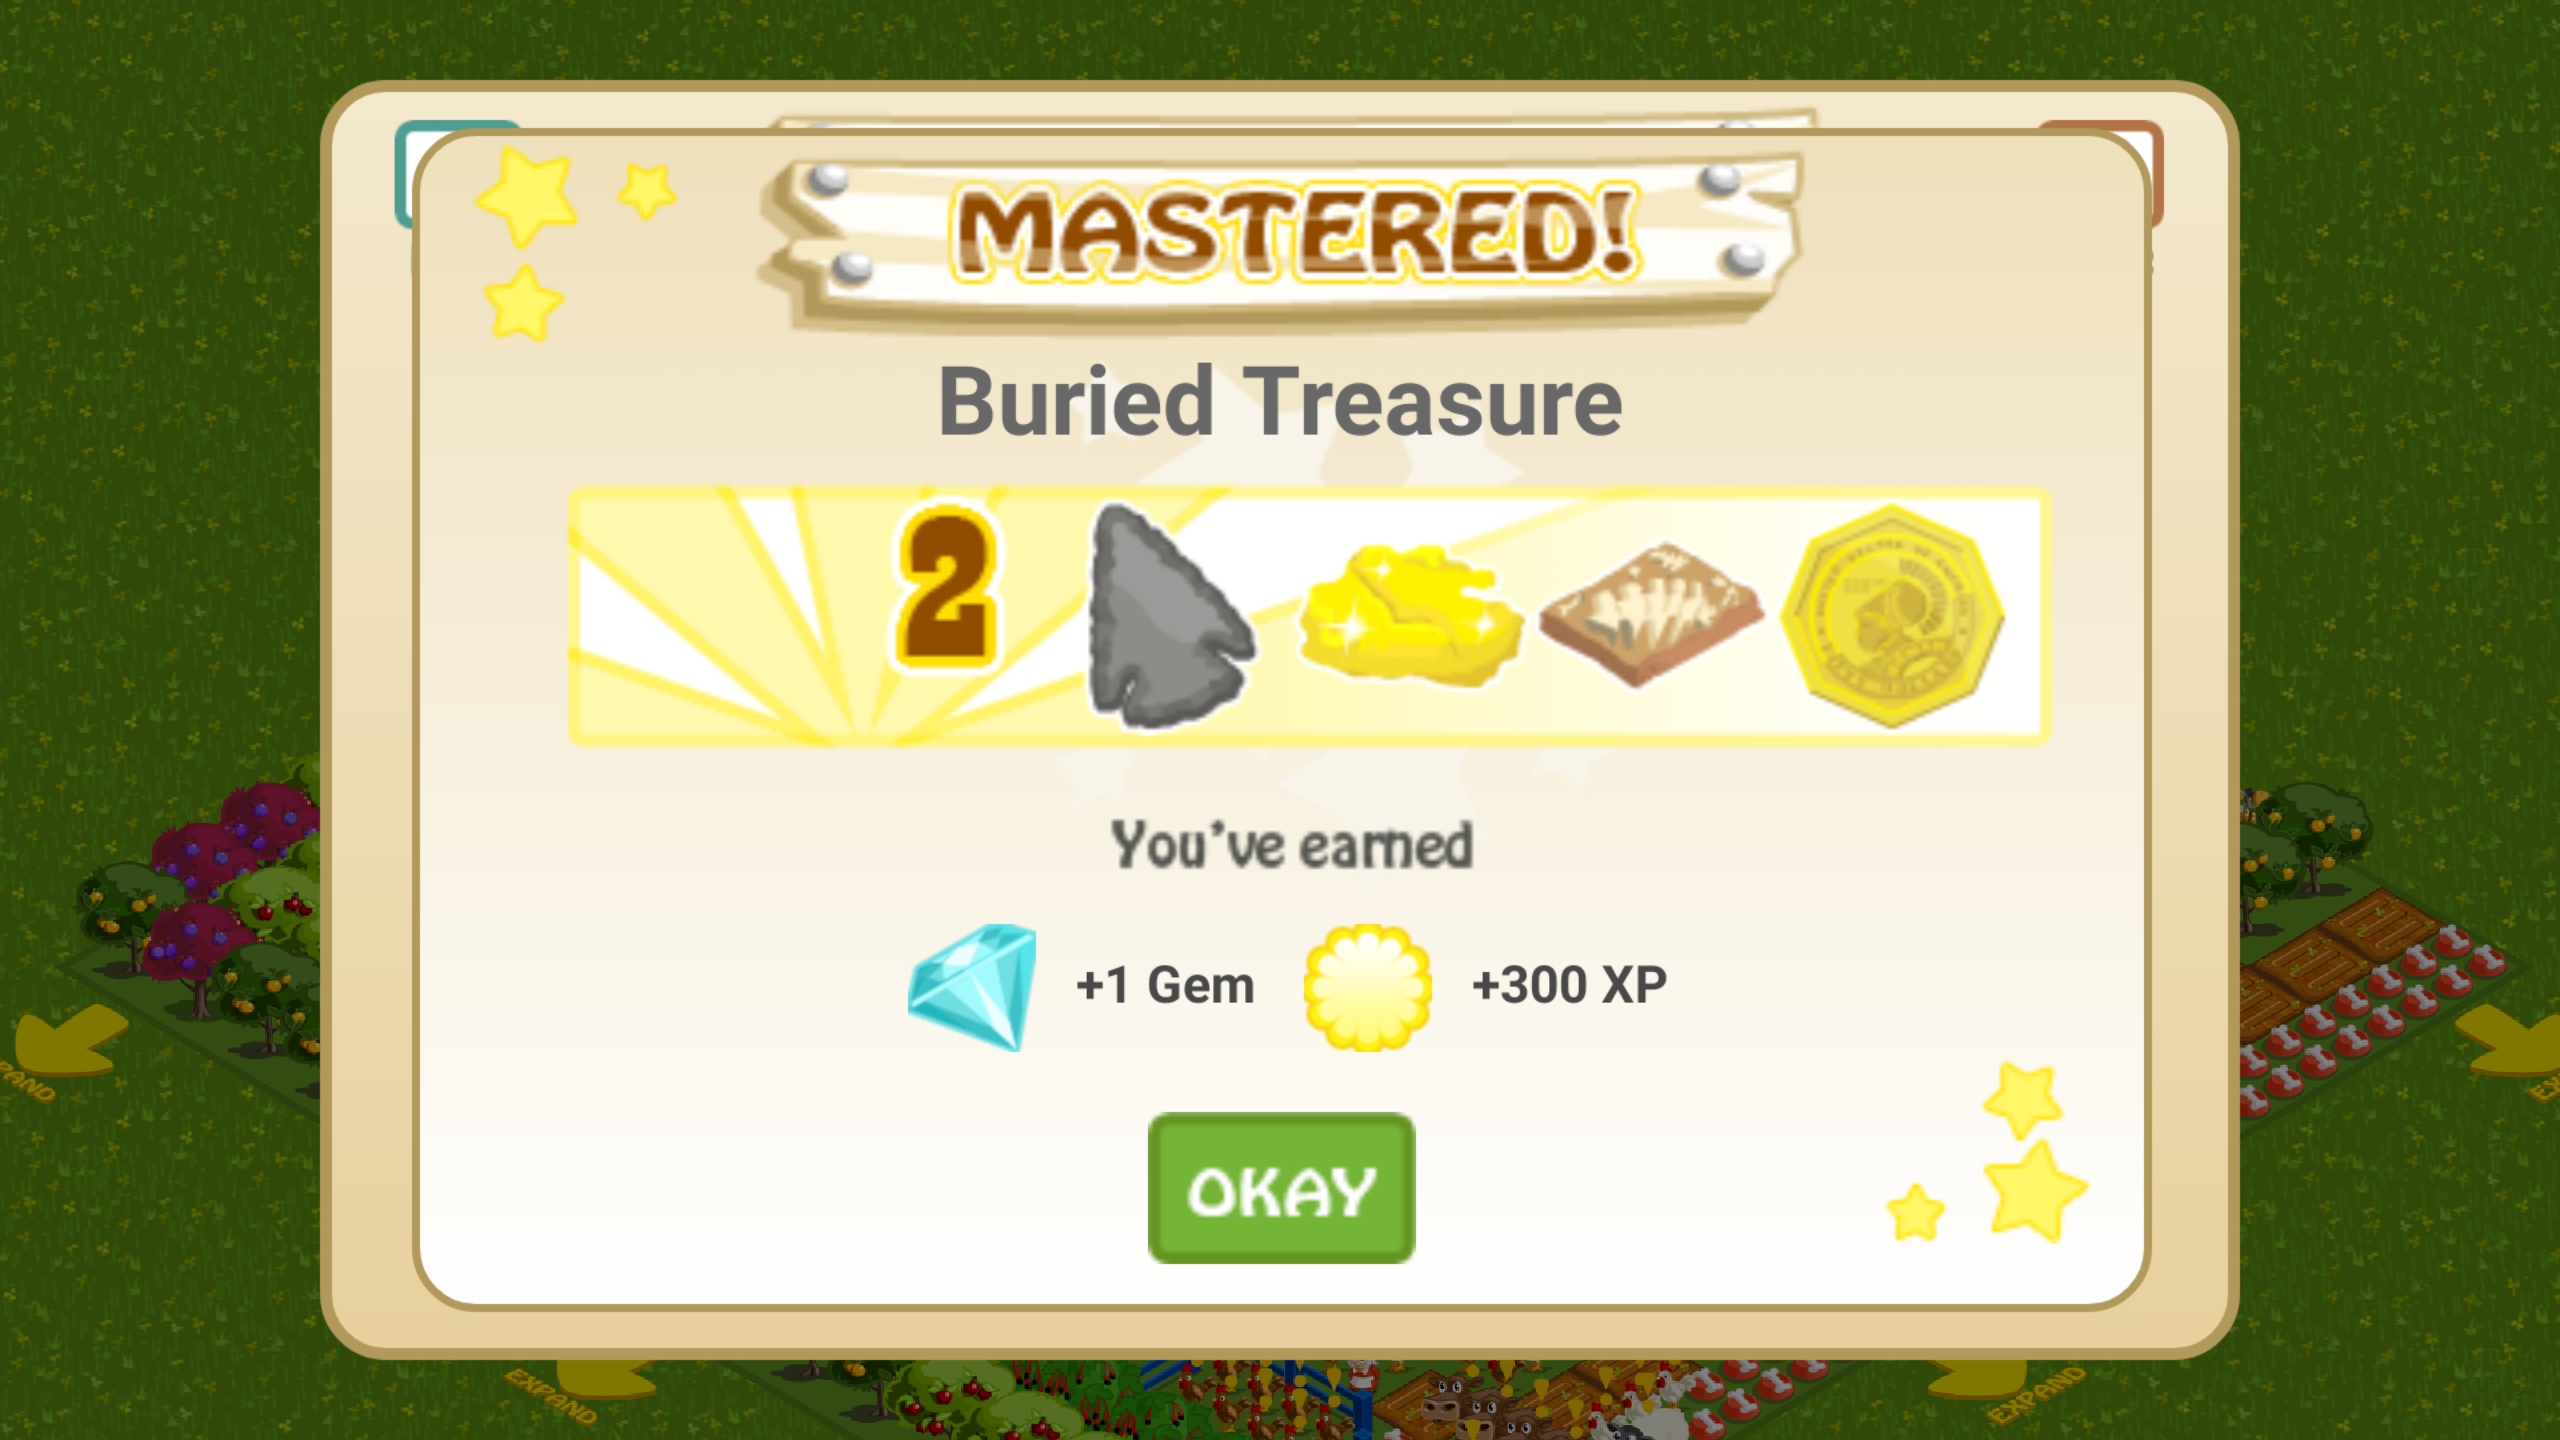 MASTERED!
Buried Treasure
2
You've earned
+1 Gem +300 XP
OKAY
EXPAND
EXPAND